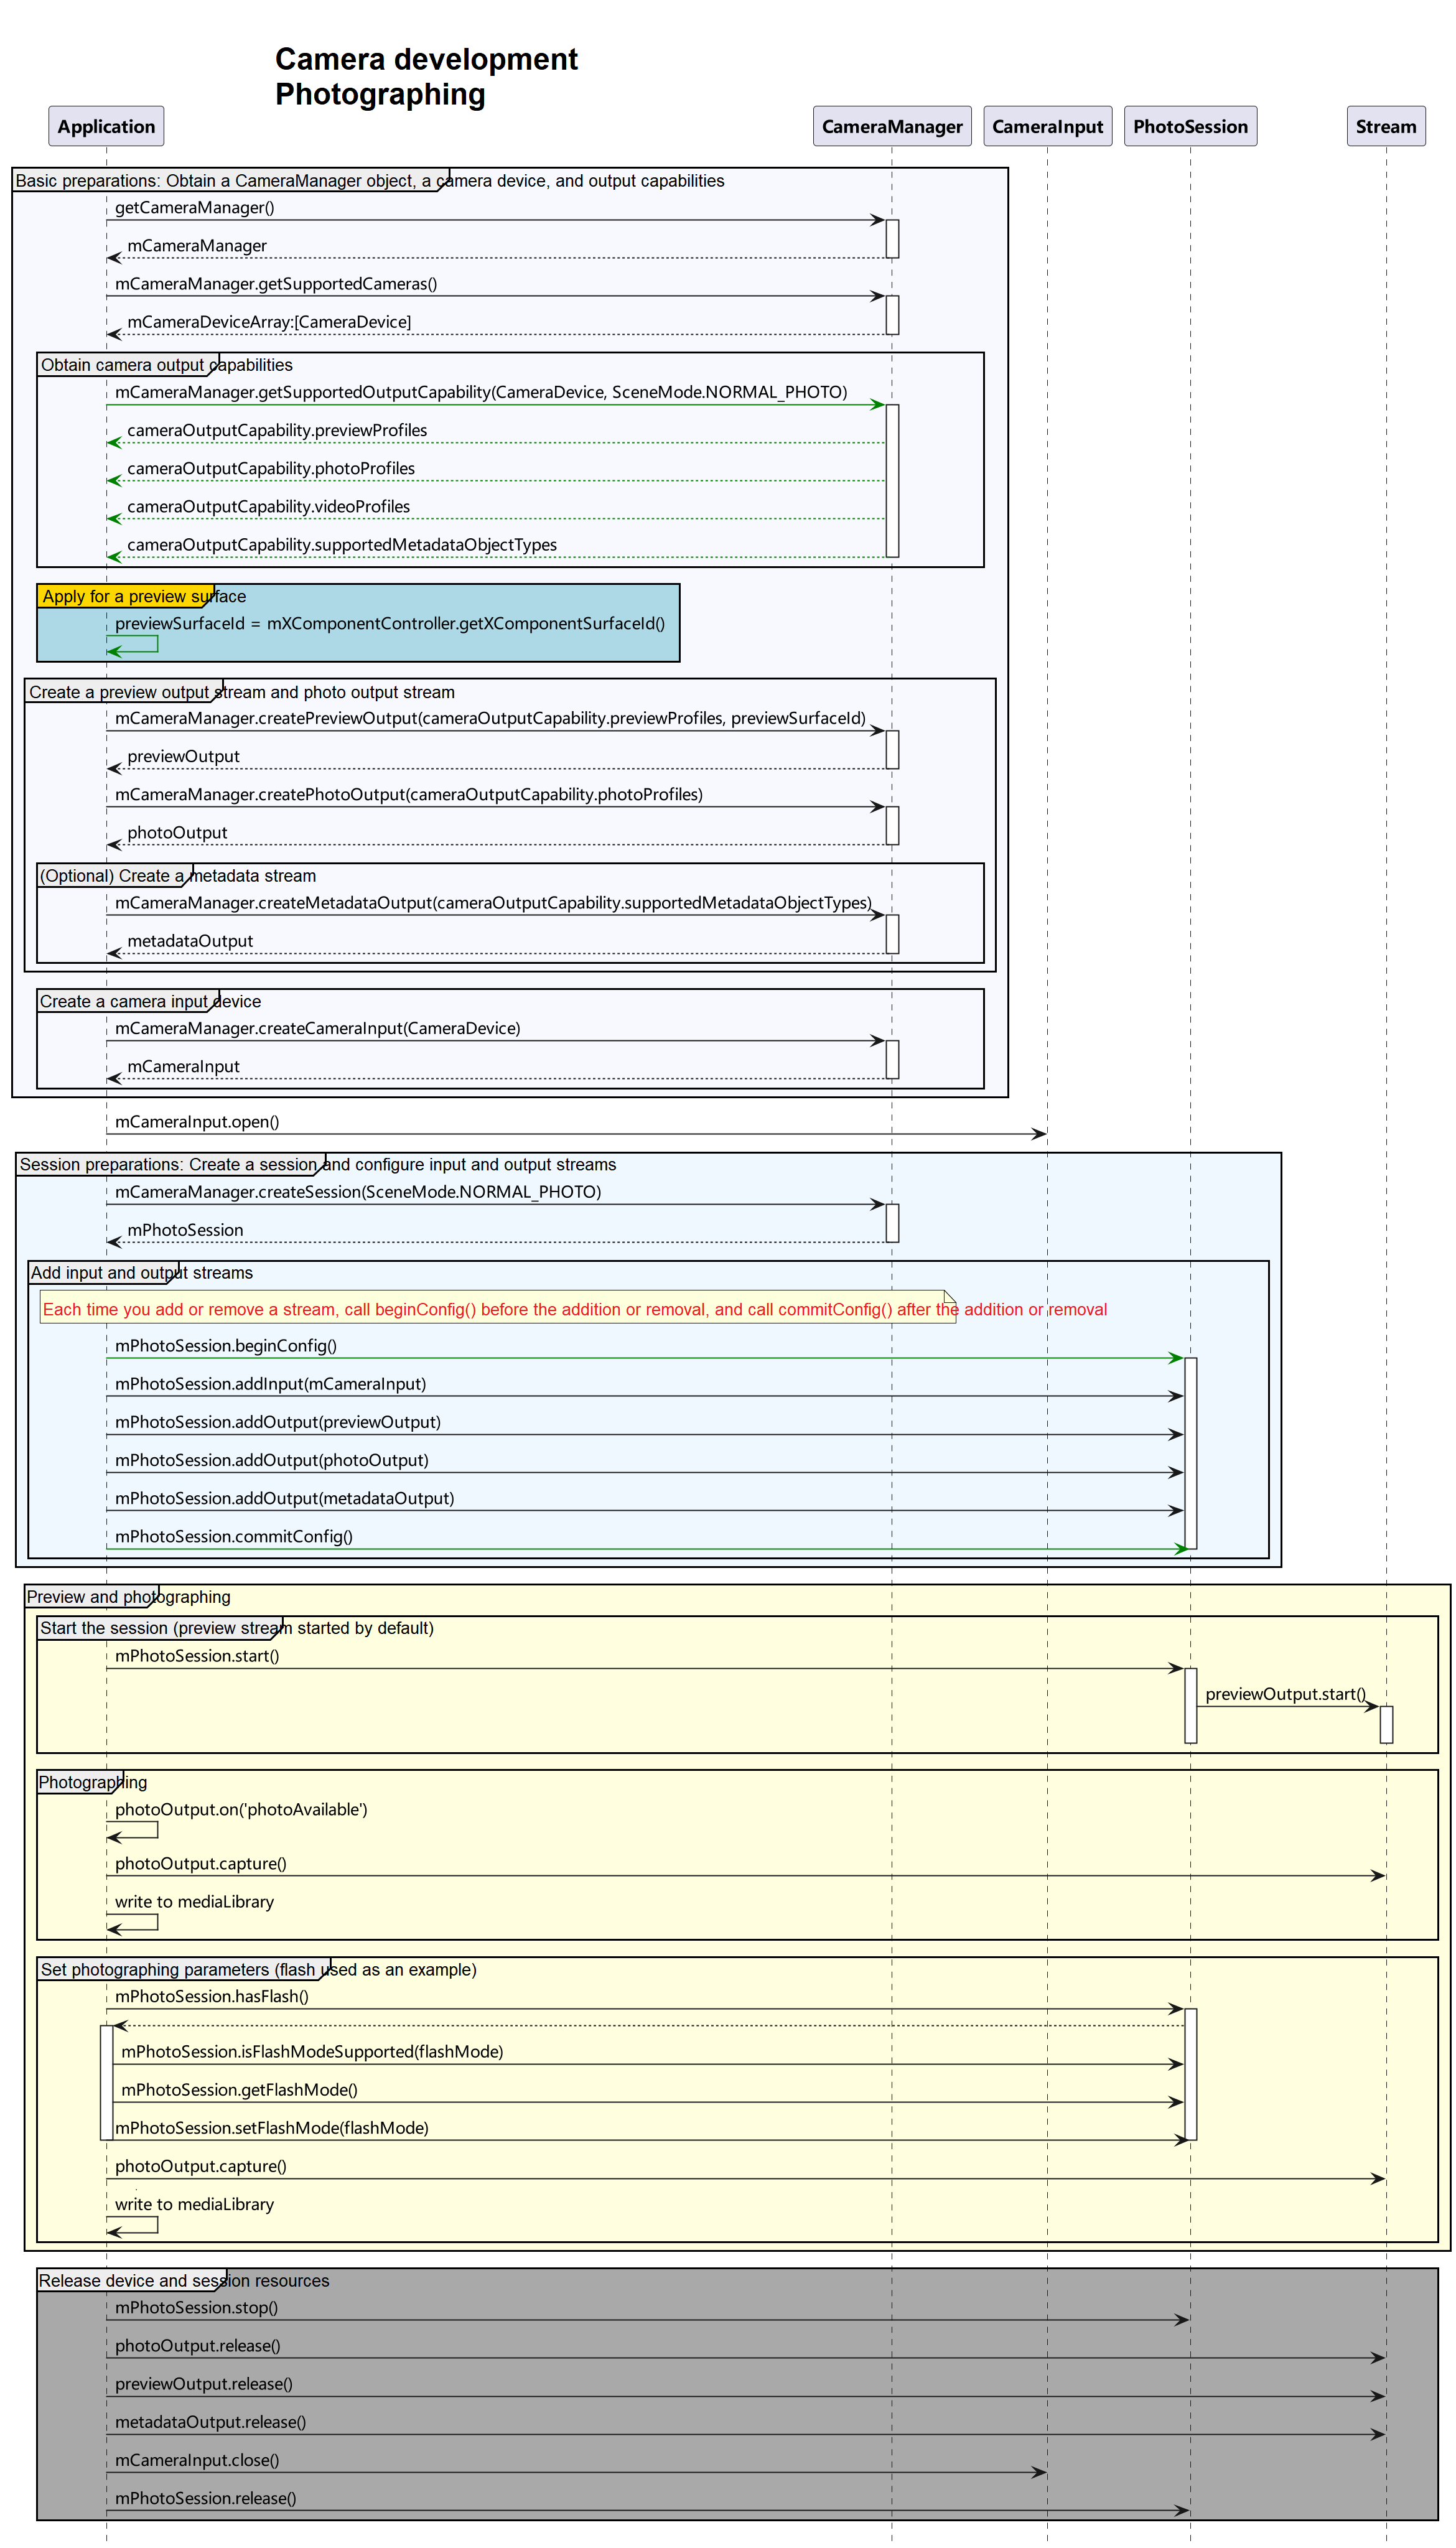 Camera development
Photographing
Application
CameraManager
CameraInput
PhotoSession
Stream
Basic preparations: Obtain a CameraManager object, a camera device, and output capabilities
getCameraManager()
mCameraManager
mCameraManager.getSupportedCameras()
mCameraDeviceArray:[CameraDevice]
Obtain camera output capabilities
mCameraManager.getSupportedOutputCapability(CameraDevice, SceneMode.NORMAL_PHOTO)
cameraOutputCapability.previewProfiles
cameraOutputCapability.photoProfiles
cameraOutputCapability.videoProfiles
cameraOutputCapability.supportedMetadataObjectTypes
Apply for a preview surface
previewSurfaceId = mXComponentController.getXComponentSurfaceId()
Create a preview output stream and photo output stream
mCameraManager.createPreviewOutput(cameraOutputCapability.previewProfiles, previewSurfaceId)
previewOutput
mCameraManager.createPhotoOutput(cameraOutputCapability.photoProfiles)
photoOutput
(Optional) Create a metadata stream
mCameraManager.createMetadataOutput(cameraOutputCapability.supportedMetadataObjectTypes)
metadataOutput
Create a camera input device
mCameraManager.createCameraInput(CameraDevice)
mCameraInput
mCameraInput.open()
Session preparations: Create a session and configure input and output streams
mCameraManager.createSession(SceneMode.NORMAL_PHOTO)
mPhotoSession
Add input and output streams
Each time you add or remove a stream, call beginConfig() before the addition or removal, and call commitConfig() after the addition or removal
mPhotoSession.beginConfig()
mPhotoSession.addInput(mCameraInput)
mPhotoSession.addOutput(previewOutput)
mPhotoSession.addOutput(photoOutput)
mPhotoSession.addOutput(metadataOutput)
mPhotoSession.commitConfig()
Preview and photographing
Start the session (preview stream started by default)
mPhotoSession.start()
previewOutput.start()
Photographing
photoOutput.on('photoAvailable')
photoOutput.capture()
write to mediaLibrary
Set photographing parameters (flash used as an example)
mPhotoSession.hasFlash()
mPhotoSession.isFlashModeSupported(flashMode)
mPhotoSession.getFlashMode()
mPhotoSession.setFlashMode(flashMode)
photoOutput.capture()
write to mediaLibrary
Release device and session resources
mPhotoSession.stop()
photoOutput.release()
previewOutput.release()
metadataOutput.release()
mCameraInput.close()
mPhotoSession.release()